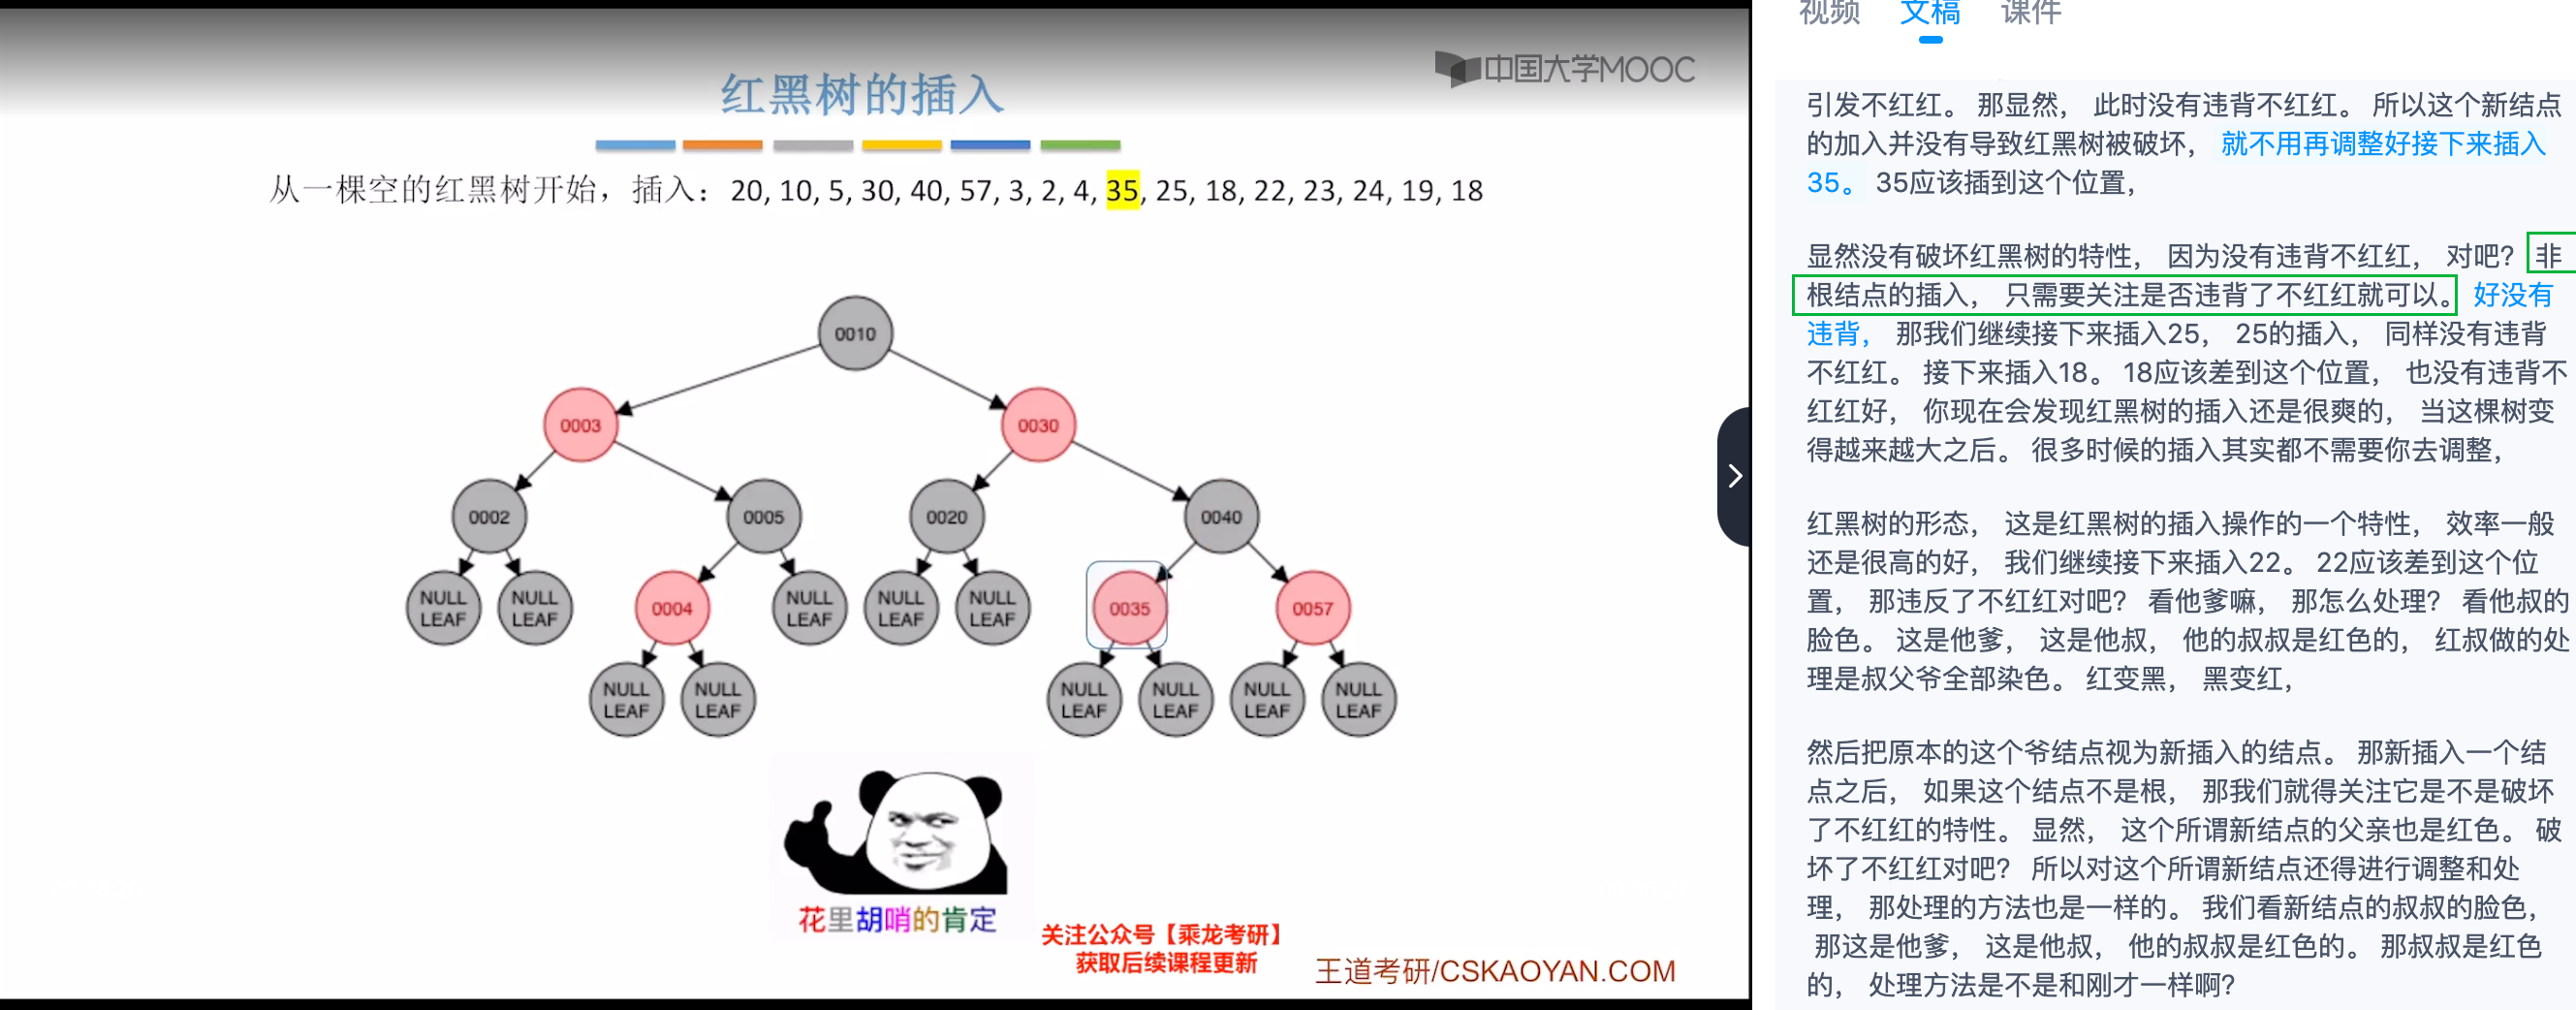 中国大学MOOC
红黑树的插入
从一棵空的红黑树开始，插入：20, 10, 5, 30, 40, 57, 3, 2, 4, 35, 25, 18, 22, 23, 24, 19, 18
0010
0003
0030
0002
0005
0020
0040
NULL
LEAF
NULL
LEAF
0004
NULL
LEAF
NULL
LEAF
NULL
LEAF
0035
0057
NULL
LEAF
NULL
LEAF
NULL
LEAF
NULL
LEAF
NULL
LEAF
NULL
LEAF
花里胡哨的肯定
关注公众号【乘龙考研】
获取后续课程更新
王道考研/CSKAOYAN.COM
视频 文稿 课件
引发不红红。 那显然， 此时没有违背不红红。 所以这个新结点
的加入并没有导致红黑树被破坏， 就不用再调整好接下来插入
35。 35应该插到这个位置，
显然没有破坏红黑树的特性， 因为没有违背不红红， 对吧？ 非
根结点的插入， 只需要关注是否违背了不红红就可以。 好没有
违背， 那我们继续接下来插入25， 25的插入， 同样没有违背
不红红。 接下来插入18。 18应该差到这个位置， 也没有违背不
红红好， 你现在会发现红黑树的插入还是很爽的， 当这棵树变
得越来越大之后。 很多时候的插入其实都不需要你去调整，
红黑树的形态， 这是红黑树的插入操作的一个特性， 效率一般
还是很高的好， 我们继续接下来插入22。 22应该差到这个位
置， 那违反了不红红对吧？ 看他爹嘛， 那怎么处理？ 看他叔的
脸色。 这是他爹， 这是他叔， 他的叔叔是红色的， 红叔做的处
理是叔父爷全部染色。 红变黑， 黑变红，
然后把原本的这个爷结点视为新插入的结点。 那新插入一个结
点之后， 如果这个结点不是根， 那我们就得关注它是不是破坏
了不红红的特性。 显然， 这个所谓新结点的父亲也是红色。 破
坏了不红红对吧？ 所以对这个所谓新结点还得进行调整和处
理， 那处理的方法也是一样的。 我们看新结点的叔叔的脸色，
那这是他爹， 这是他叔， 他的叔叔是红色的。 那叔叔是红色
的， 处理方法是不是和刚才一样啊？